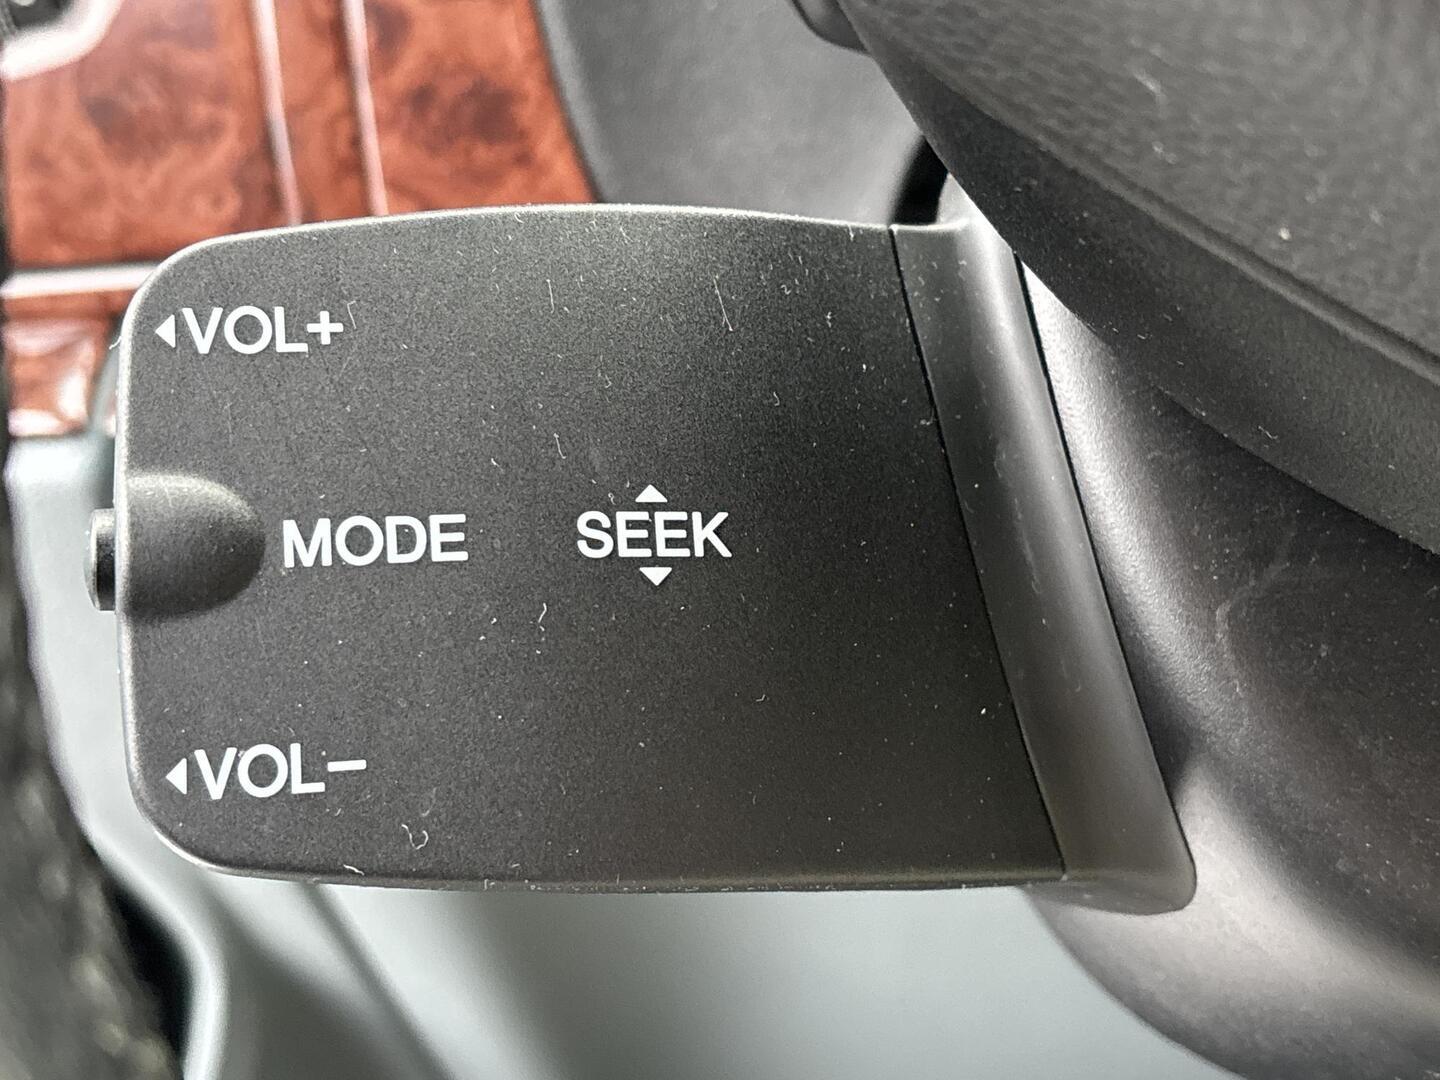 ◀VOL+
MODE
▲
SEEK
▼
◀VOL−